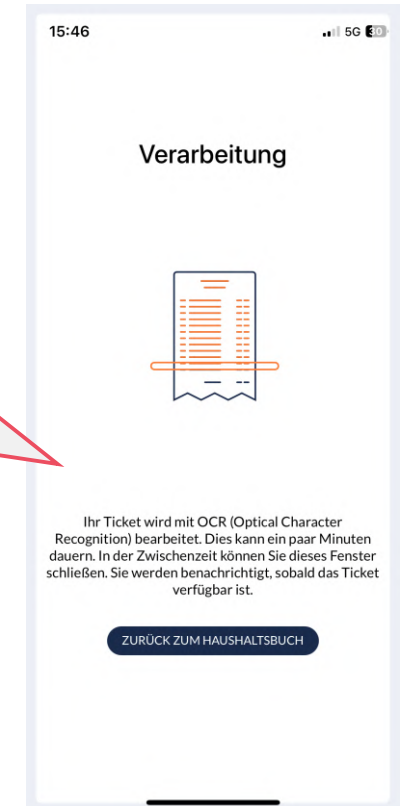 15:46
5G 30
Verarbeitung
Ihr Ticket wird mit OCR (Optical Character
Recognition) bearbeitet. Dies kann ein paar Minuten
dauern. In der Zwischenzeit können Sie dieses Fenster
schließen. Sie werden benachrichtigt, sobald das Ticket
verfügbar ist.
ZURÜCK ZUM HAUSHALTSBUCH